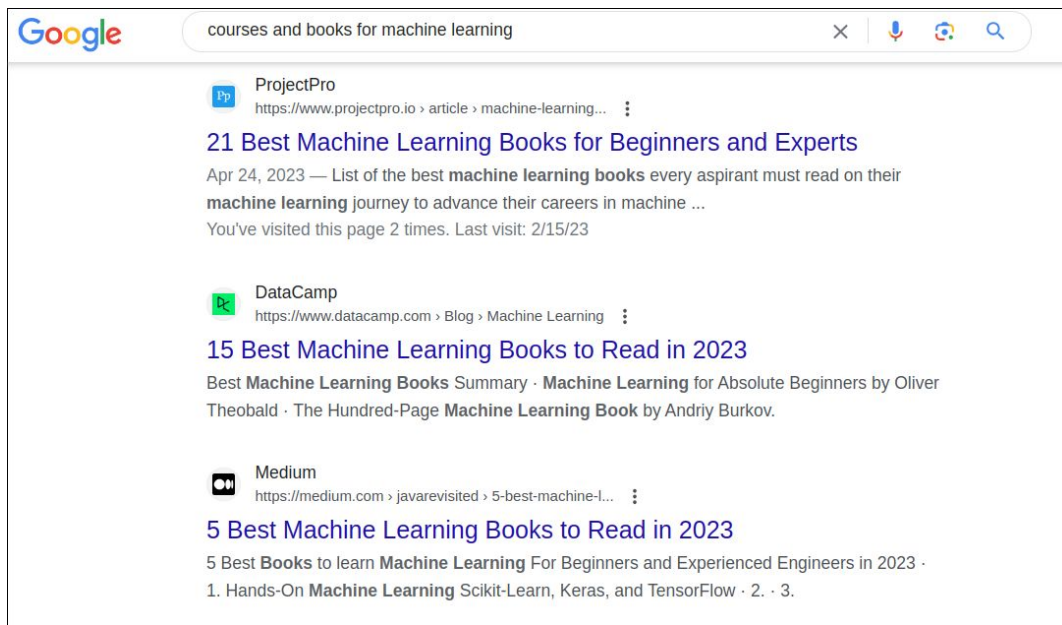 Google
courses and books for machine learning
Pp
ProjectPro
https://www.projectpro.io › article › machine-learning...
21 Best Machine Learning Books for Beginners and Experts
Apr 24, 2023 — List of the best machine learning books every aspirant must read on their
machine learning journey to advance their careers in machine ...
You've visited this page 2 times. Last visit: 2/15/23
DataCamp
https://www.datacamp.com › Blog › Machine Learning
15 Best Machine Learning Books to Read in 2023
Best Machine Learning Books Summary · Machine Learning for Absolute Beginners by Oliver
Theobald · The Hundred-Page Machine Learning Book by Andriy Burkov.
Medium
https://medium.com › javarevisited › 5-best-machine-l...
5 Best Machine Learning Books to Read in 2023
5 Best Books to learn Machine Learning For Beginners and Experienced Engineers in 2023 ·
1. Hands-On Machine Learning Scikit-Learn, Keras, and TensorFlow · 2. · 3.